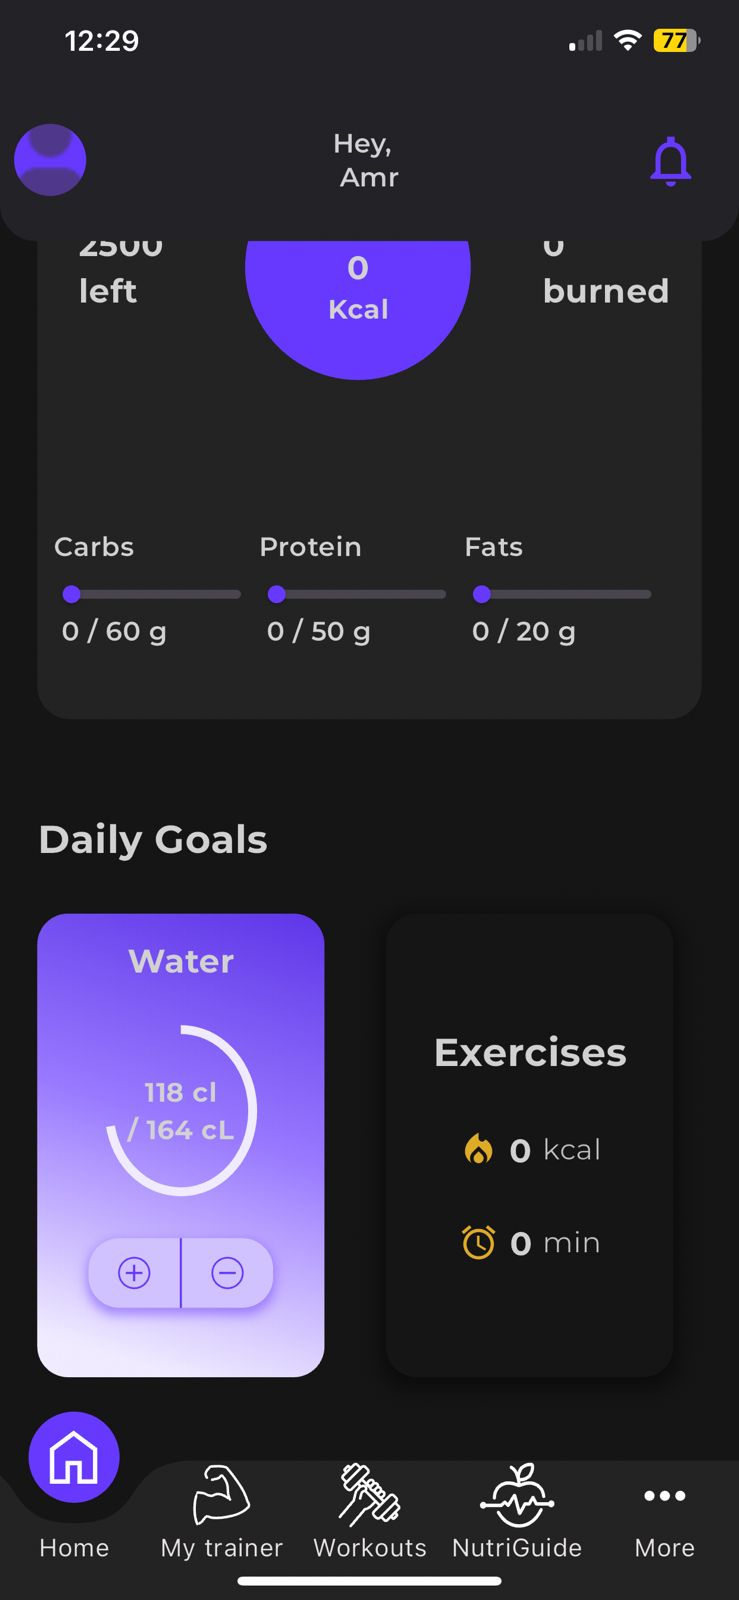 12:29
77
Hey,
Amr
2500
left
0
Kcal
0
burned
Carbs
Protein
Fats
0 / 60 g
0 / 50 g
0 / 20 g
Daily Goals
Water
118 cl
/ 164 cL
Exercises
0 kcal
0 min
Home
My trainer
Workouts
NutriGuide
More